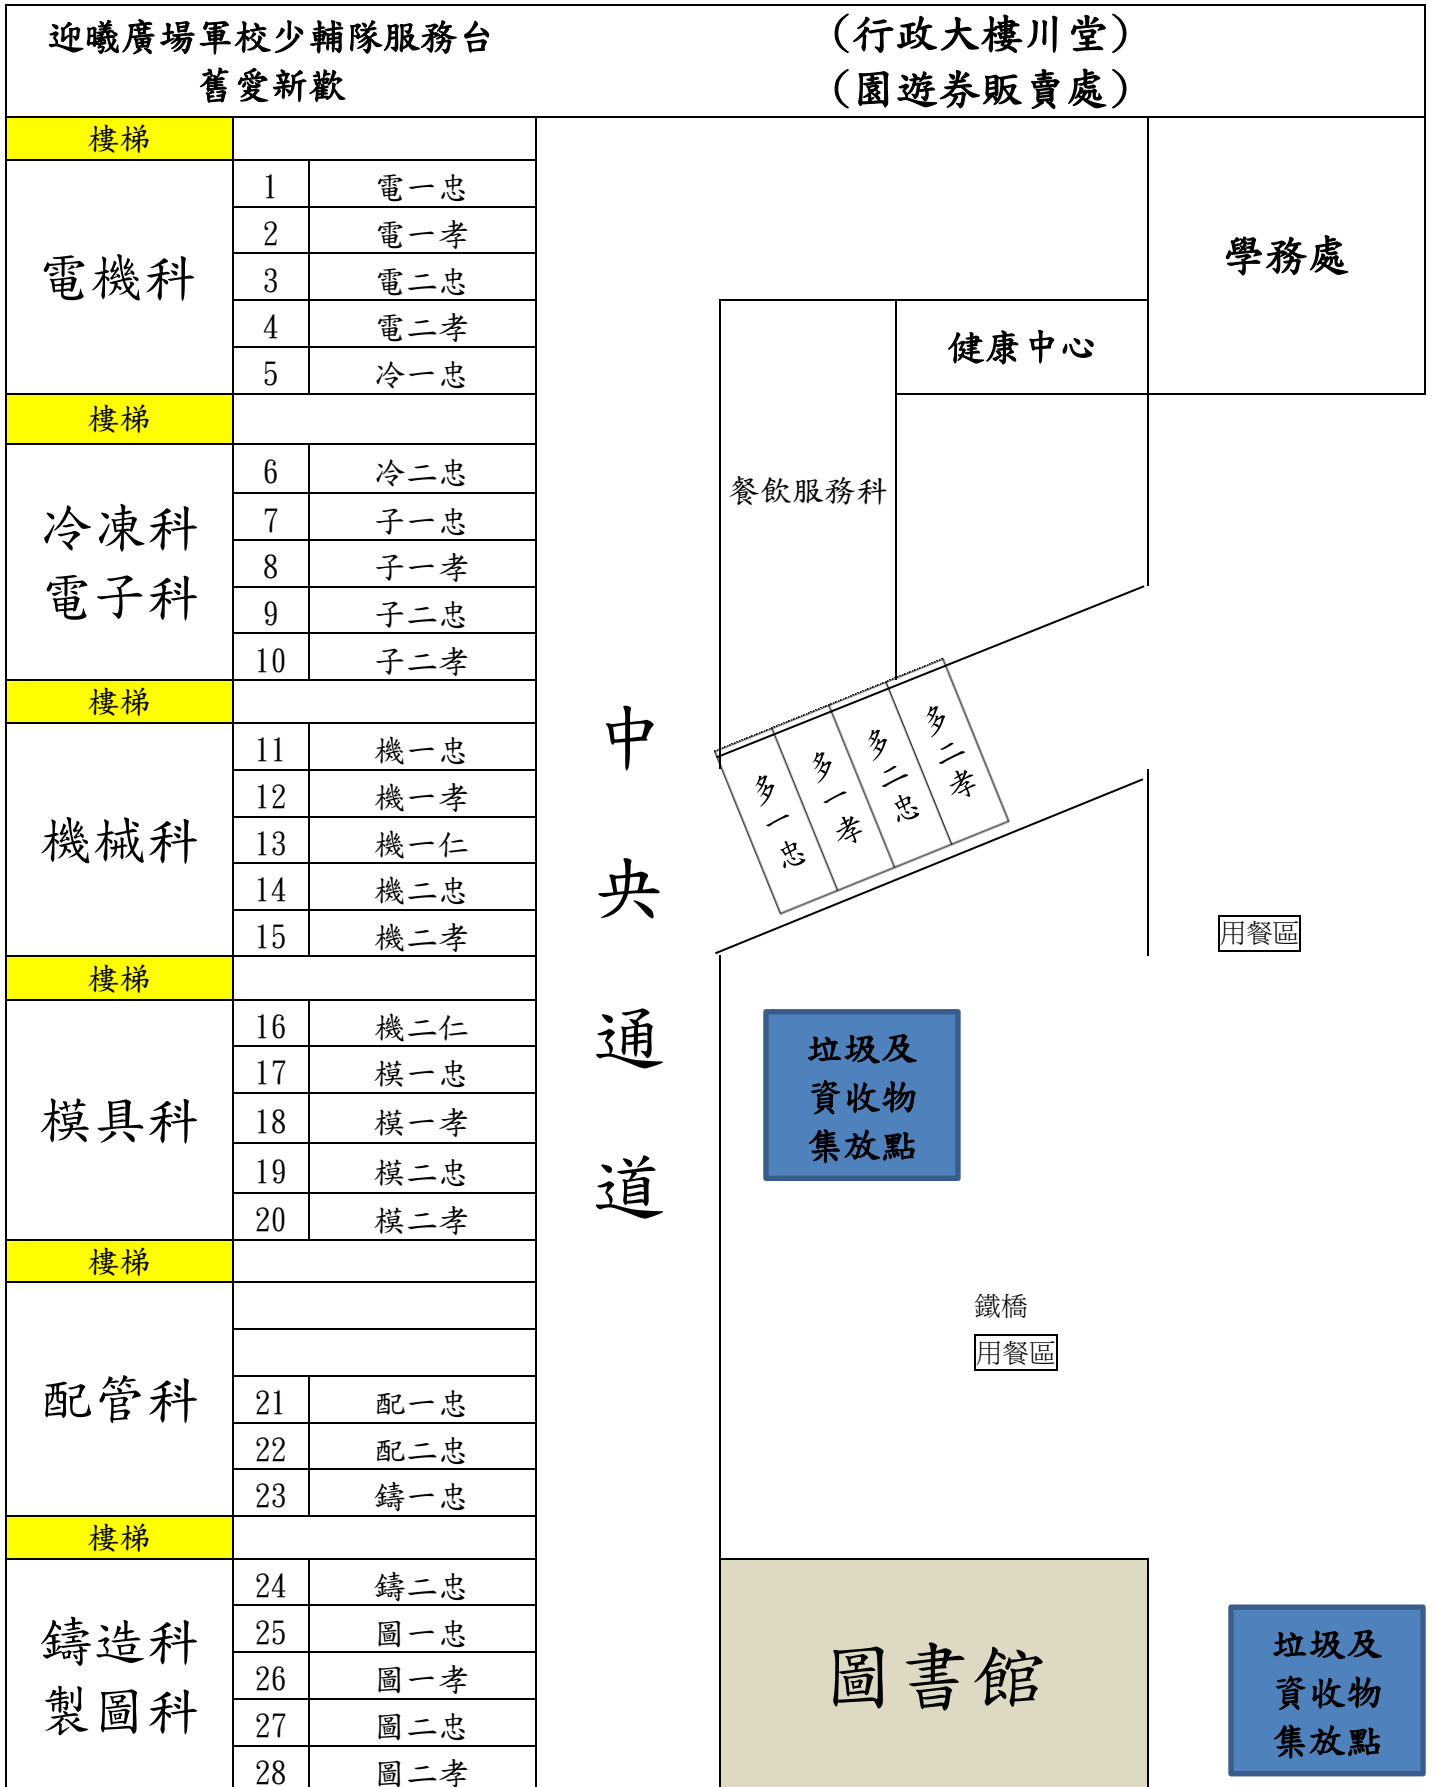 迎曦廣場軍校少輔隊服務台
舊愛新歡
(行政大樓川堂)
(園遊券販賣處)
樓梯
電機科
1 電一忠
2 電一孝
3 電二忠
4 電二孝
5 冷一忠
學務處
健康中心
樓梯
冷凍科
電子科
6 冷二忠
7 子一忠
8 子一孝
9 子二忠
10 子二孝
餐飲服務科
樓梯
機械科
11 機一忠
12 機一孝
13 機一仁
14 機二忠
15 機二孝
中央通道
多一忠
多一孝
多二忠
多二孝
用餐區
樓梯
模具科
16 機二仁
17 模一忠
18 模一孝
19 模二忠
20 模二孝
垃圾及
資收物
集放點
樓梯
配管科
21 配一忠
22 配二忠
23 鑄一忠
鐵橋
用餐區
樓梯
鑄造科
製圖科
24 鑄二忠
25 圖一忠
26 圖一孝
27 圖二忠
28 圖二孝
圖書館
垃圾及
資收物
集放點